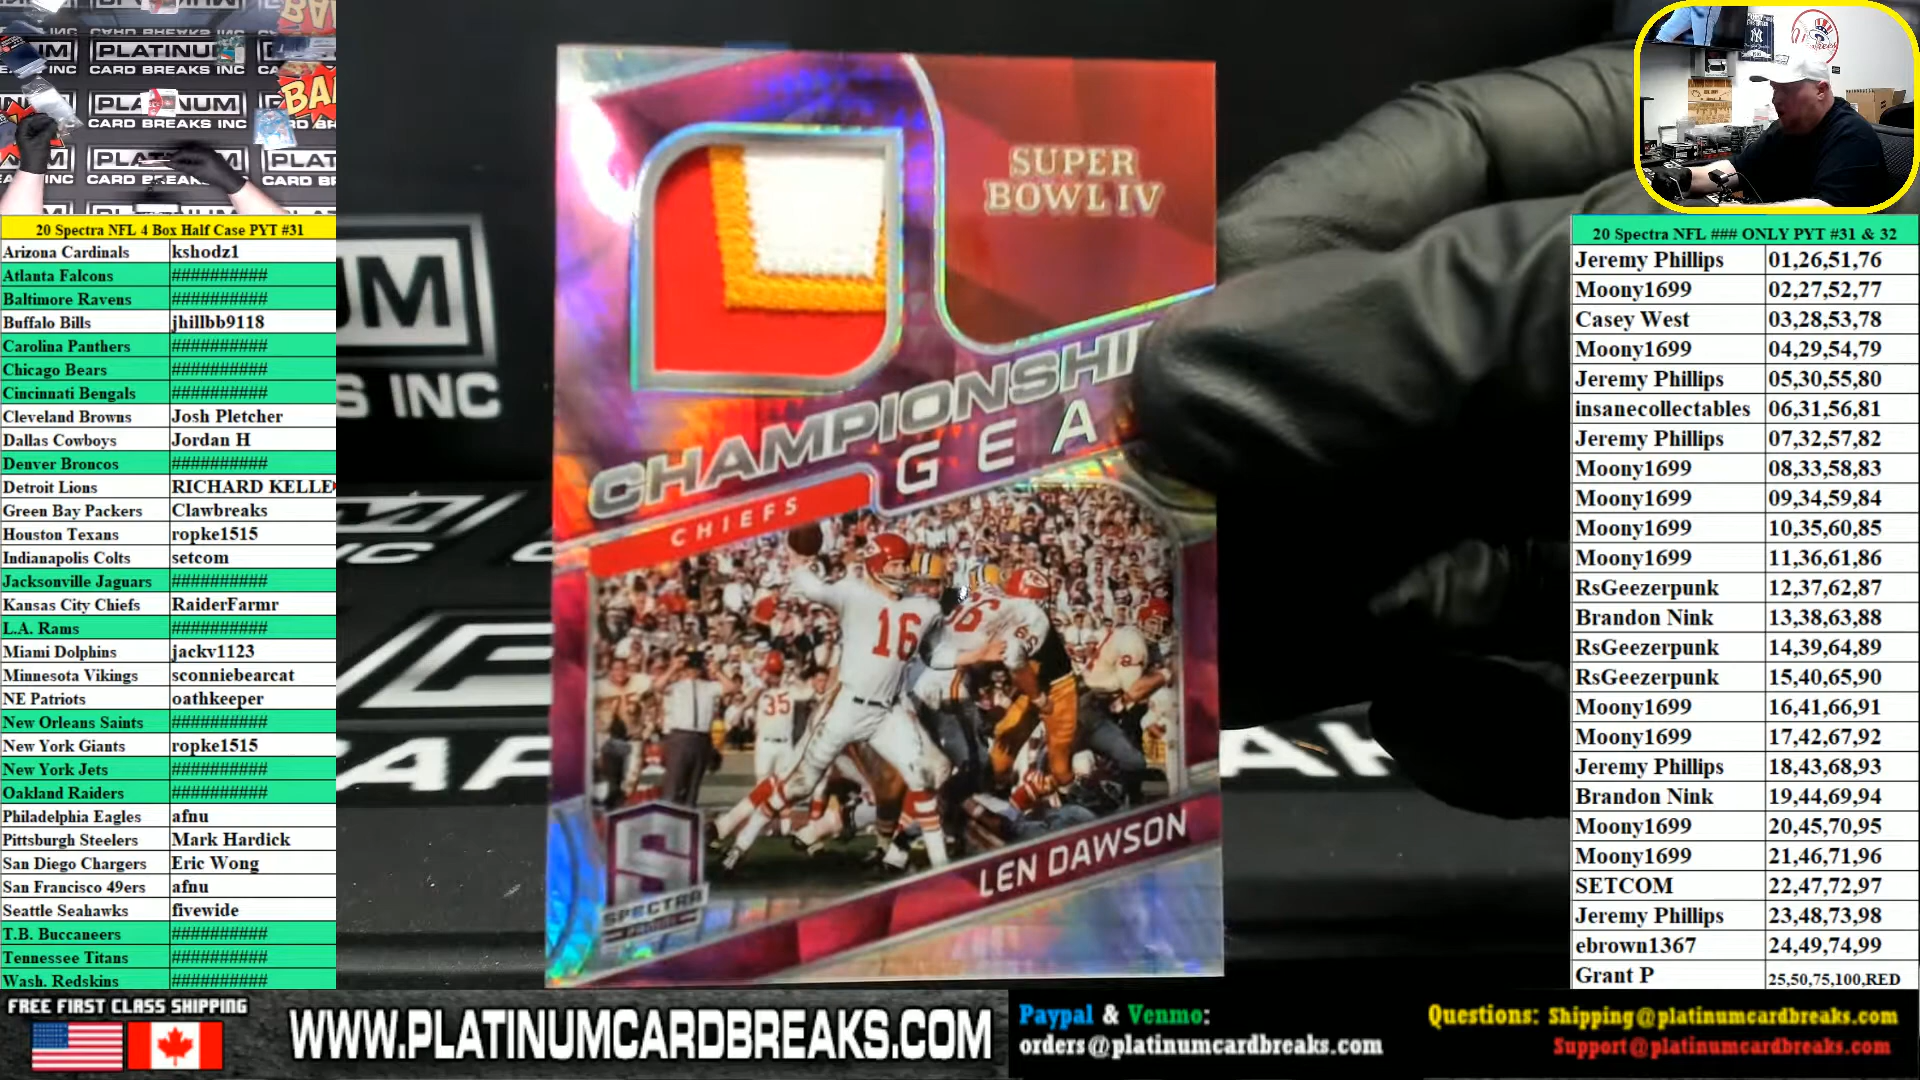 PLATINUM
CARD BREAKS INC
20 Spectra NFL 4 Box Half Case PYT #31
Arizona Cardinals kshodz1
Atlanta Falcons ##########
Baltimore Ravens ##########
Buffalo Bills jhillbb9118
Carolina Panthers ##########
Chicago Bears ##########
Cincinnati Bengals ##########
Cleveland Browns Josh Pletcher
Dallas Cowboys Jordan H
Denver Broncos ##########
Detroit Lions RICHARD KELLE
Green Bay Packers Clawbreaks
Houston Texans ropke1515
Indianapolis Colts setcom
Jacksonville Jaguars ##########
Kansas City Chiefs RaiderFarmr
L.A. Rams ##########
Miami Dolphins jackv1123
Minnesota Vikings sconniebearcat
NE Patriots oathkeeper
New Orleans Saints ##########
New York Giants ropke1515
New York Jets ##########
Oakland Raiders ##########
Philadelphia Eagles afnu
Pittsburgh Steelers Mark Hardick
San Diego Chargers Eric Wong
San Francisco 49ers afnu
Seattle Seahawks fivewide
T.B. Buccaneers ##########
Tennessee Titans ##########
Wash. Redskins ##########
SUPER
BOWL IV
CHAMPIONSHI
GEA
CHIEFS
16
66
35
75
LEN DAWSON
S
SPECTRA
20 Spectra NFL ### ONLY PYT #31 & 32
Jeremy Phillips 01,26,51,76
Moony1699 02,27,52,77
Casey West 03,28,53,78
Moony1699 04,29,54,79
Jeremy Phillips 05,30,55,80
insanecollectables 06,31,56,81
Jeremy Phillips 07,32,57,82
Moony1699 08,33,58,83
Moony1699 09,34,59,84
Moony1699 10,35,60,85
Moony1699 11,36,61,86
RsGeezerpunk 12,37,62,87
Brandon Nink 13,38,63,88
RsGeezerpunk 14,39,64,89
RsGeezerpunk 15,40,65,90
Moony1699 16,41,66,91
Moony1699 17,42,67,92
Jeremy Phillips 18,43,68,93
Brandon Nink 19,44,69,94
Moony1699 20,45,70,95
Moony1699 21,46,71,96
SETCOM 22,47,72,97
Jeremy Phillips 23,48,73,98
ebrown1367 24,49,74,99
Grant P 25,50,75,100,RED
FREE FIRST CLASS SHIPPING
WWW.PLATINUMCARDBREAKS.COM
Paypal & Venmo:
orders@platinumcardbreaks.com
Questions: Shipping@platinumcardbreaks.com
Support@platinumcardbreaks.com